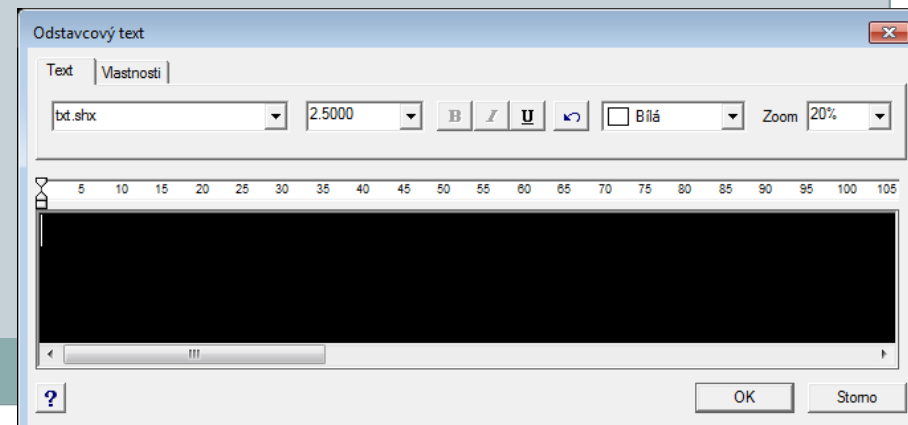 Odstavcový text
Text Vlastnosti
txt.shx 2.5000 B I U Bílá Zoom 20%
5 10 15 20 25 30 35 40 45 50 55 60 65 70 75 80 85 90 95 100 105
? OK Storno